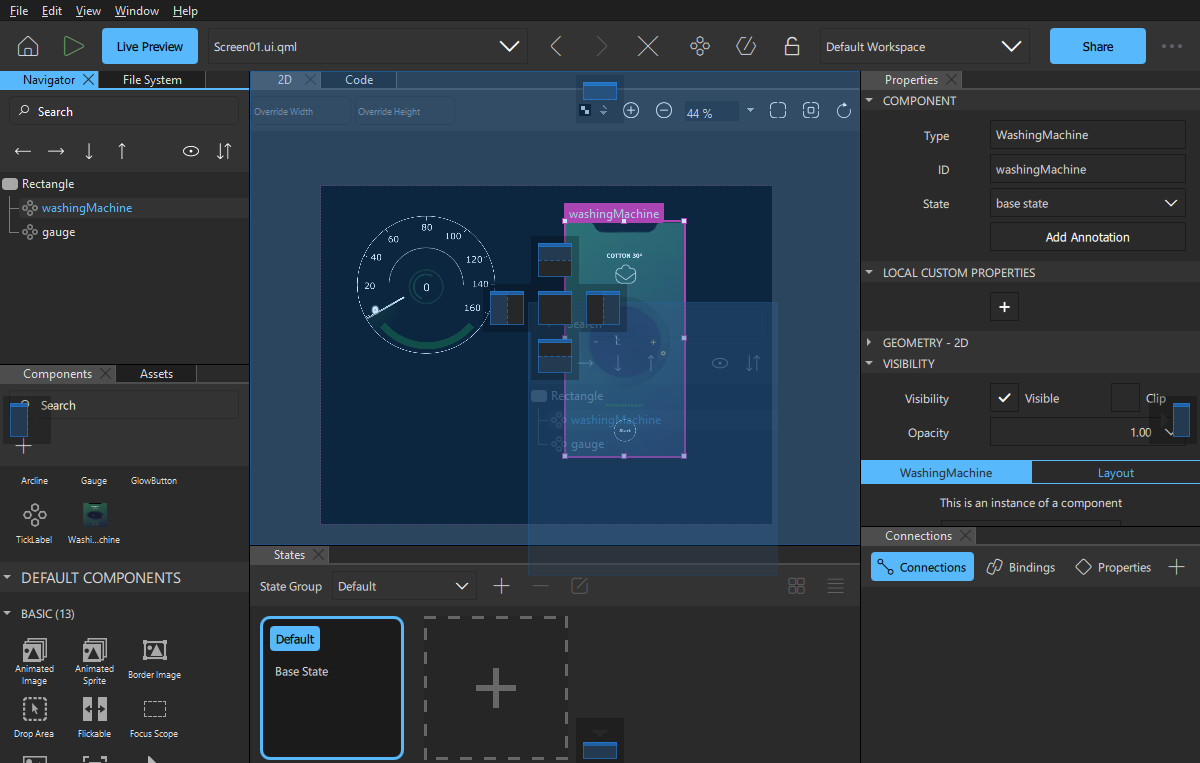 File Edit View Window Help
Live Preview Screen01.ui.qml Default Workspace Share
Navigator File System
Search
Rectangle
washingMachine
gauge
Components Assets
Search
Arcline Gauge GlowButton
TickLabel Washi...chine
DEFAULT COMPONENTS
BASIC (13)
Animated Image
Animated Sprite
Border Image
Drop Area Flickable Focus Scope
2D Code
Override Width Override Height 44 %
washingMachine
80
60 100
40 120
20 0 140
160
COTTON 30°
Search
Rectangle
washingMachine
gauge
Start
States
State Group Default
Default
Base State
Properties
COMPONENT
Type WashingMachine
ID washingMachine
State base state
Add Annotation
LOCAL CUSTOM PROPERTIES
GEOMETRY - 2D
VISIBILITY
Visibility Visible Clip
Opacity 1.00
WashingMachine Layout
This is an instance of a component
Connections
Connections Bindings Properties